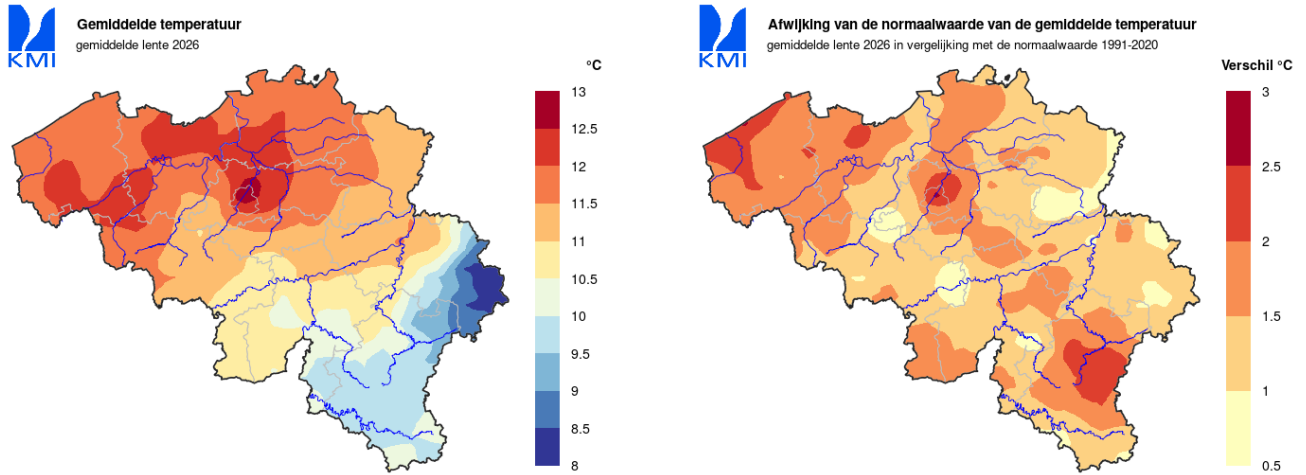 Gemiddelde temperatuur
gemiddelde lente 2026
KMI
°C
13
12.5
12
11.5
11
10.5
10
9.5
9
8.5
8
Afwijking van de normaalwaarde van de gemiddelde temperatuur
gemiddelde lente 2026 in vergelijking met de normaalwaarde 1991-2020
KMI
Verschil °C
3
2.5
2
1.5
1
0.5